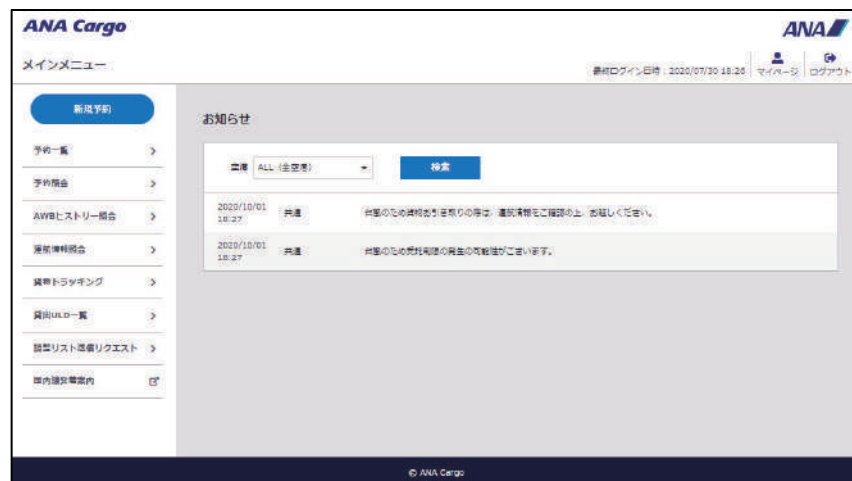 ANA Cargo
ANA
メインメニュー
最終ログイン日時：2020/07/30 18:26
マイページ
ログアウト
新規予約
予約一覧
予約照会
AWBヒストリー照会
運航情報照会
貨物トラッキング
貸出ULD一覧
調整リスト送信リクエスト
国内線発着案内
お知らせ
空港 ALL（全空港）
検索
2020/10/01
18:27
共通
台風のため貨物お引き取りの際は、運航情報をご確認の上、お越しください。
2020/10/01
18:27
共通
台風のため受託制限の発生の可能性がございます。
© ANA Cargo